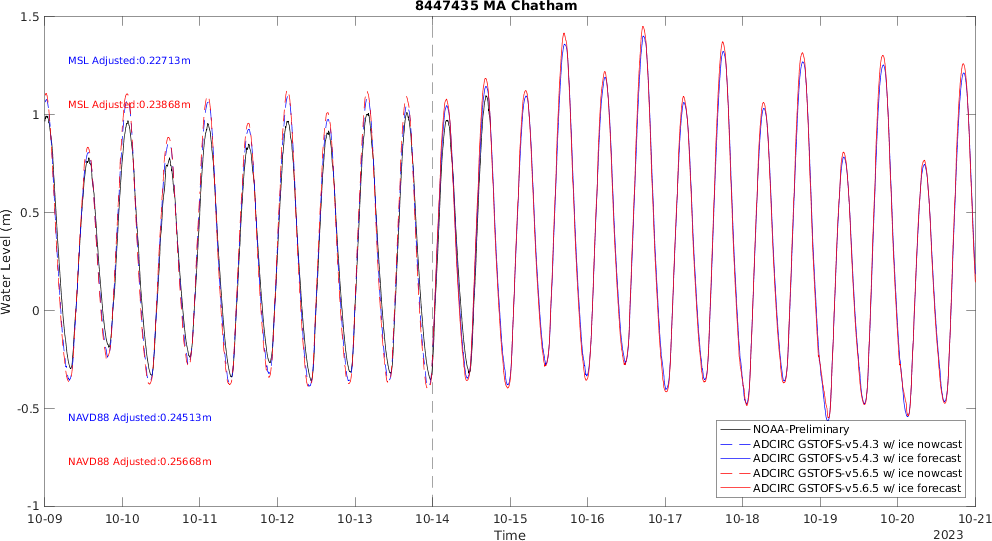 8447435 MA Chatham
1.5
MSL Adjusted:0.22713m
MSL Adjusted:0.23868m
1
0.5
Water Level (m)
0
-0.5
NAVD88 Adjusted:0.24513m
NAVD88 Adjusted:0.25668m
NOAA-Preliminary
ADCIRC GSTOFS-v5.4.3 w/ ice nowcast
ADCIRC GSTOFS-v5.4.3 w/ ice forecast
ADCIRC GSTOFS-v5.6.5 w/ ice nowcast
ADCIRC GSTOFS-v5.6.5 w/ ice forecast
-1
10-09 10-10 10-11 10-12 10-13 10-14 10-15 10-16 10-17 10-18 10-19 10-20 10-21
Time
2023